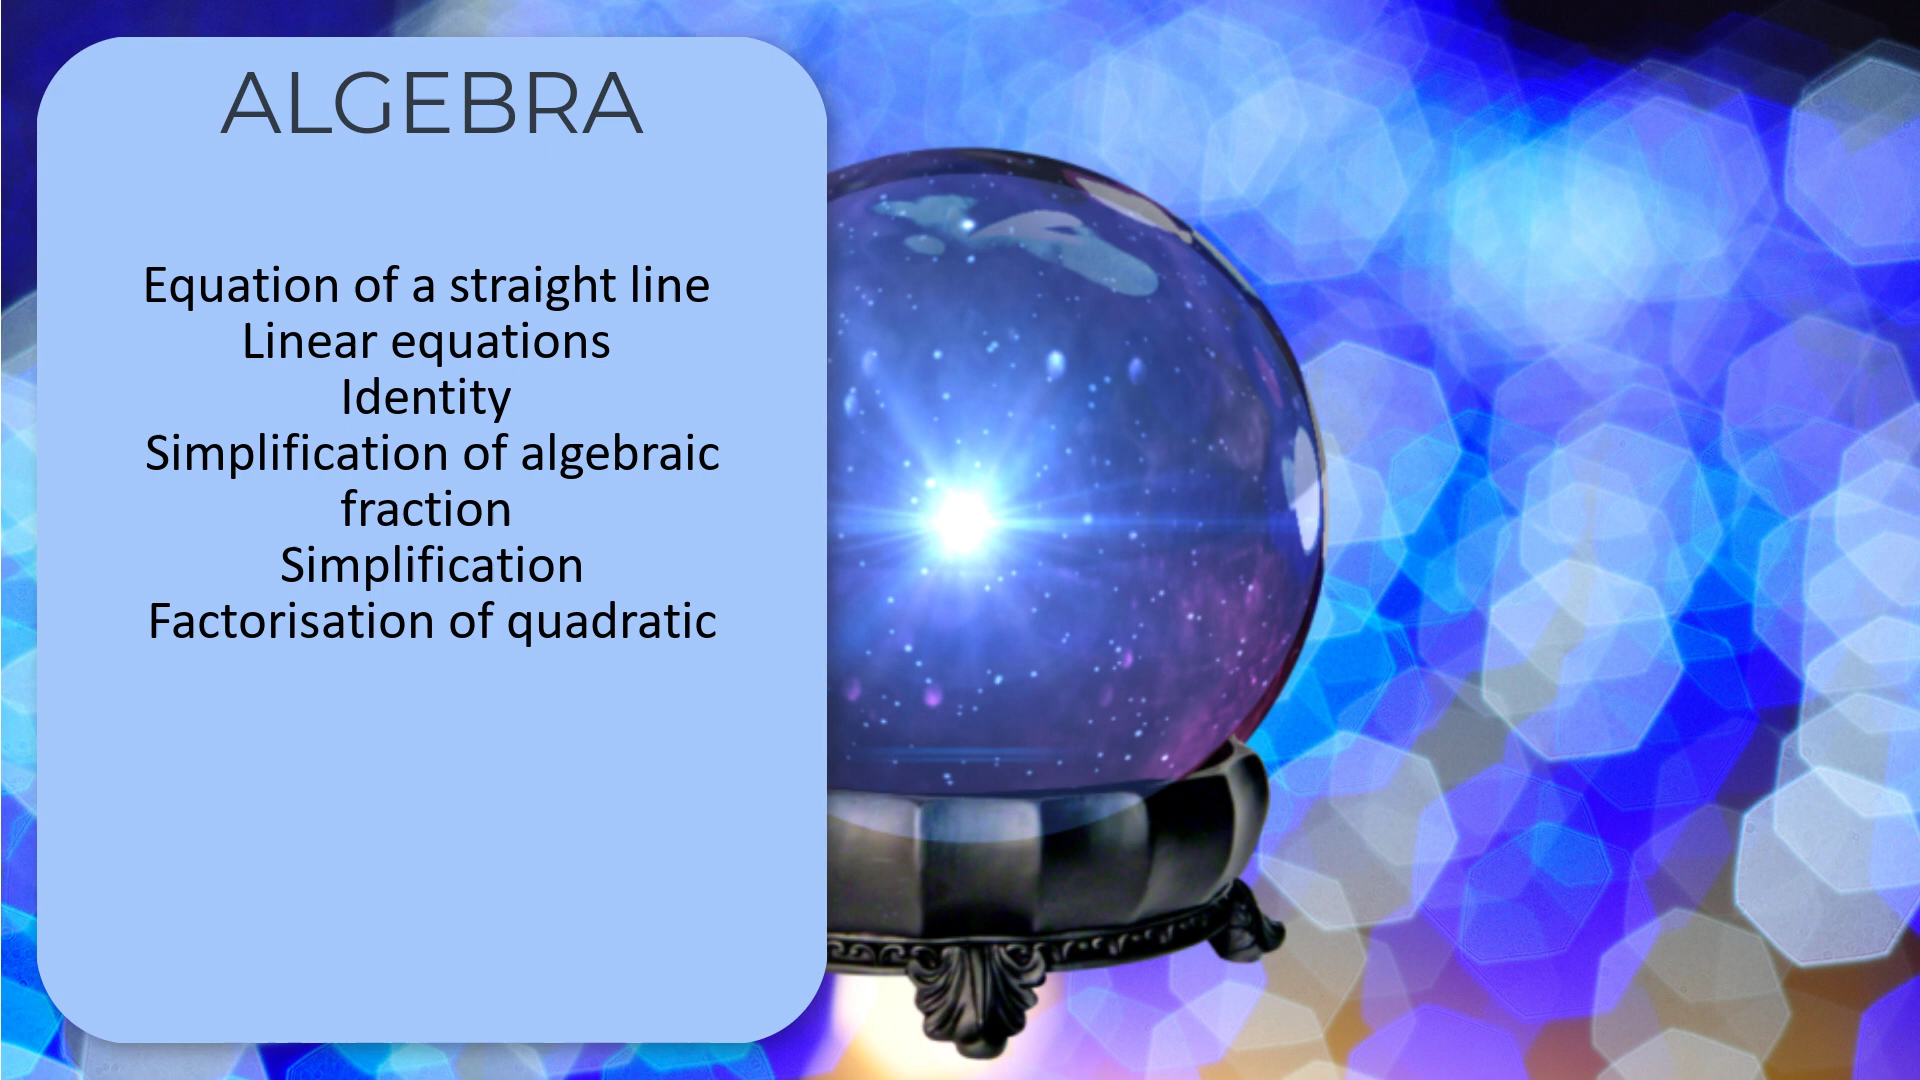 ALGEBRA
Equation of a straight line
Linear equations
Identity
Simplification of algebraic
fraction
Simplification
Factorisation of quadratic